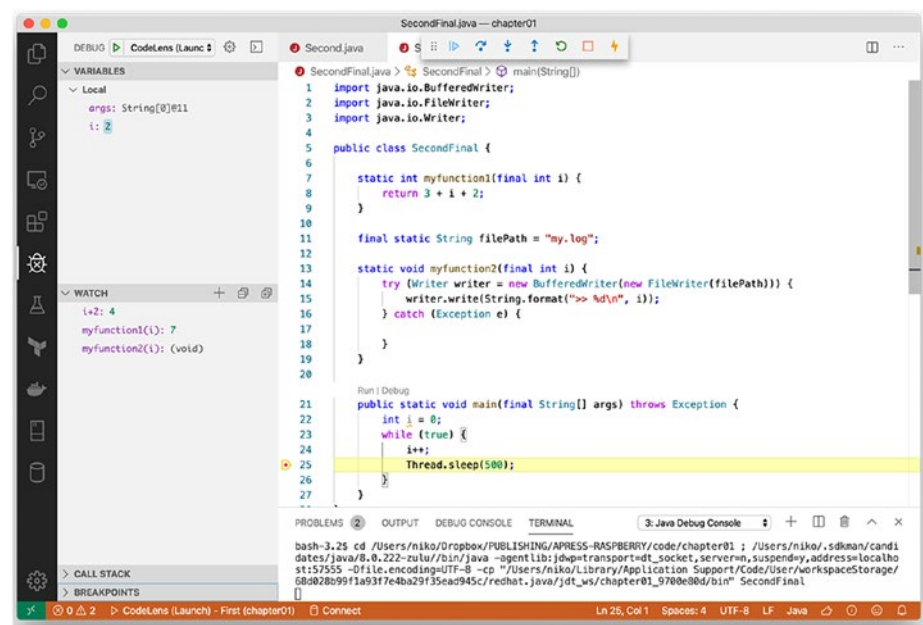 SecondFinal.java — chapter01
DEBUG CodeLens (Launc
Second.java
S
VARIABLES
Local
args: String[0]@11
i: 2
WATCH
i+2: 4
myfunction1(i): 7
myfunction2(i): (void)
CALL STACK
BREAKPOINTS
SecondFinal.java > SecondFinal > main(String[])
1 import java.io.BufferedWriter;
2 import java.io.FileWriter;
3 import java.io.Writer;
4
5 public class SecondFinal {
6
7 static int myfunction1(final int i) {
8 return 3 + i + 2;
9 }
10
11 final static String filePath = "my.log";
12
13 static void myfunction2(final int i) {
14 try (Writer writer = new BufferedWriter(new FileWriter(filePath))) {
15 writer.write(String.format(">> %d\n", i));
16 } catch (Exception e) {
17
18 }
19 }
20
Run | Debug
21 public static void main(final String[] args) throws Exception {
22 int i = 0;
23 while (true) {
24 i++;
25 Thread.sleep(500);
26 }
27 }
PROBLEMS 2 OUTPUT DEBUG CONSOLE TERMINAL 3: Java Debug Console
bash-3.2$ cd /Users/niko/Dropbox/PUBLISHING/APRESS-RASPBERRY/code/chapter01 ; /Users/niko/.sdkman/candi
dates/java/8.0.222-zulu//bin/java -agentlib:jdwp=transport=dt_socket,server=n,suspend=y,address=localho
st:57555 -Dfile.encoding=UTF-8 -cp "/Users/niko/Library/Application Support/Code/User/workspaceStorage/
68d028b99f1a93f7e4ba29f35ead945c/redhat.java/jdt_ws/chapter01_9700e80d/bin" SecondFinal
0 2 CodeLens (Launch) - First (chapter01) Connect Ln 25, Col 1 Spaces: 4 UTF-8 LF Java